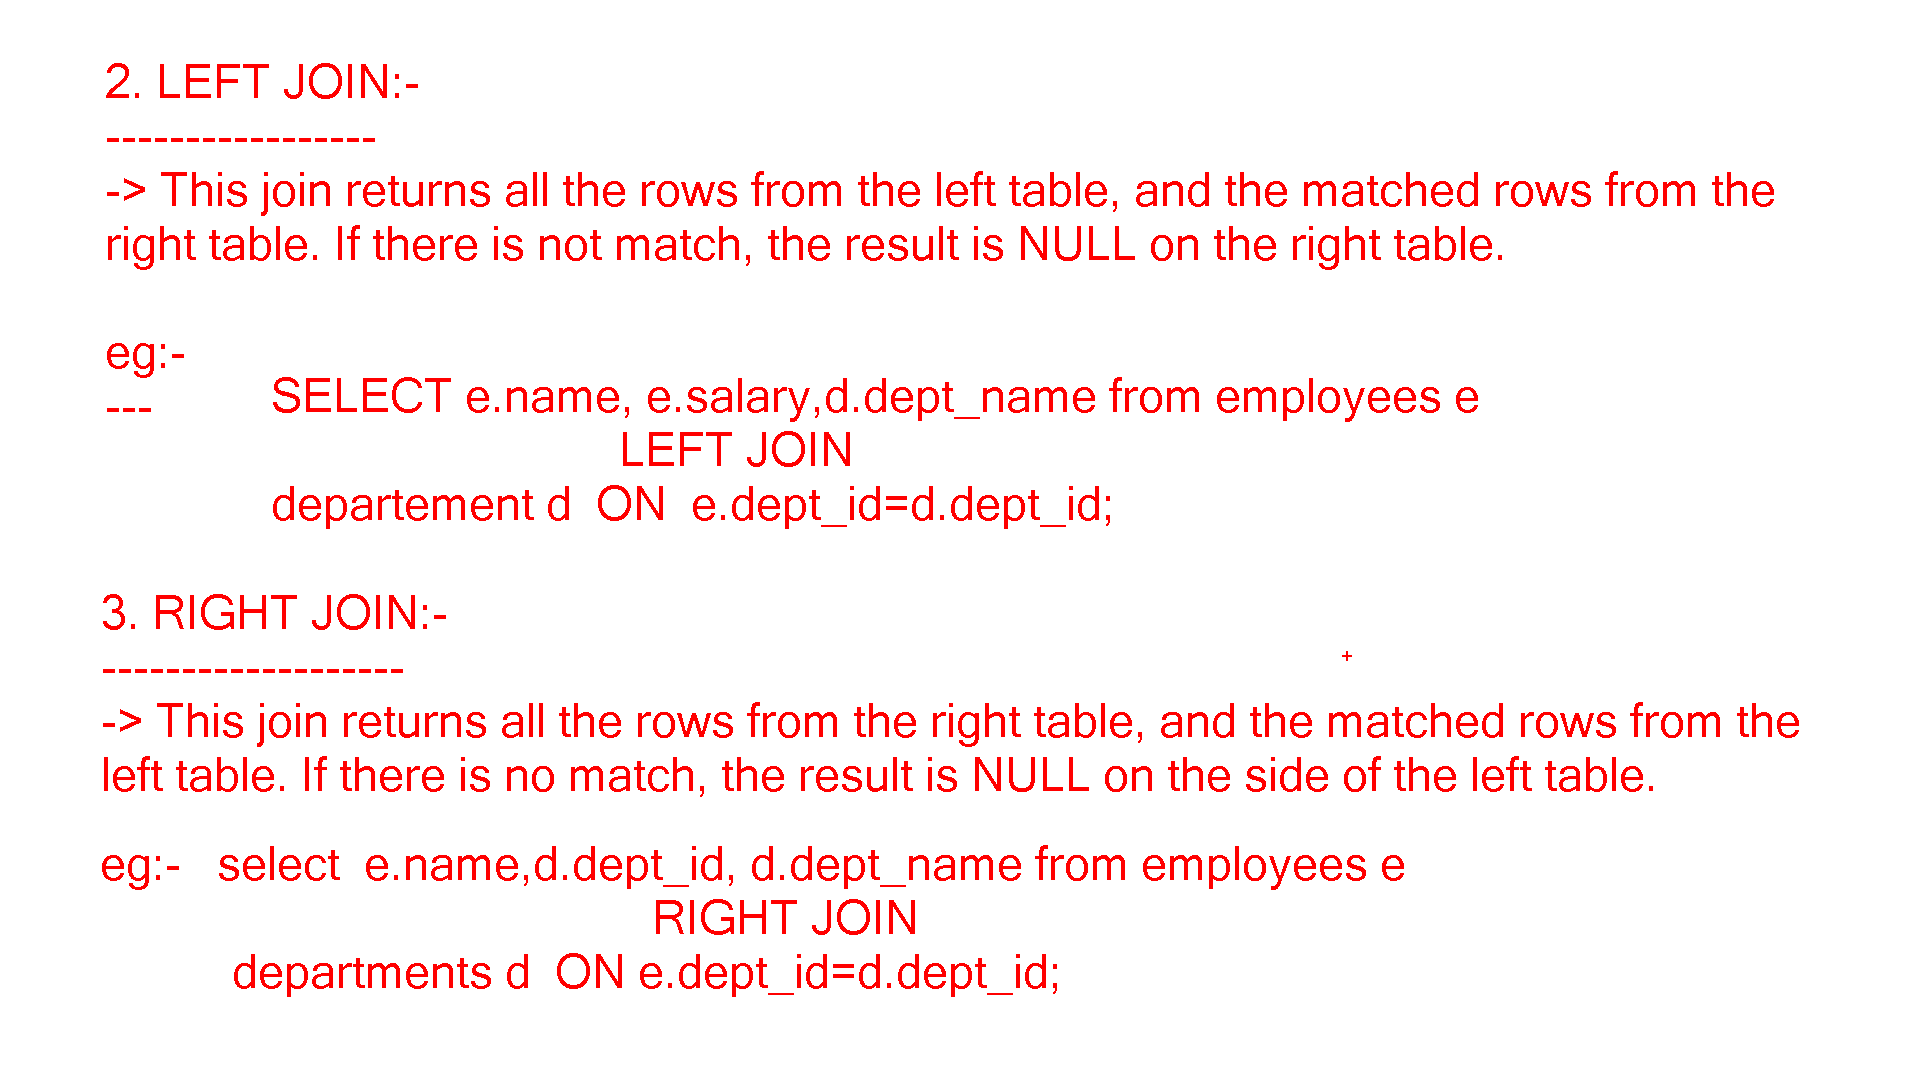 2. LEFT JOIN:-
-----------------
-> This join returns all the rows from the left table, and the matched rows from the
right table. If there is not match, the result is NULL on the right table.
eg:-
---
SELECT e.name, e.salary,d.dept_name from employees e
LEFT JOIN
departement d  ON  e.dept_id=d.dept_id;
3. RIGHT JOIN:-
-------------------
-> This join returns all the rows from the right table, and the matched rows from the
left table. If there is no match, the result is NULL on the side of the left table.
eg:-   select  e.name,d.dept_id, d.dept_name from employees e
RIGHT JOIN
departments d  ON e.dept_id=d.dept_id;